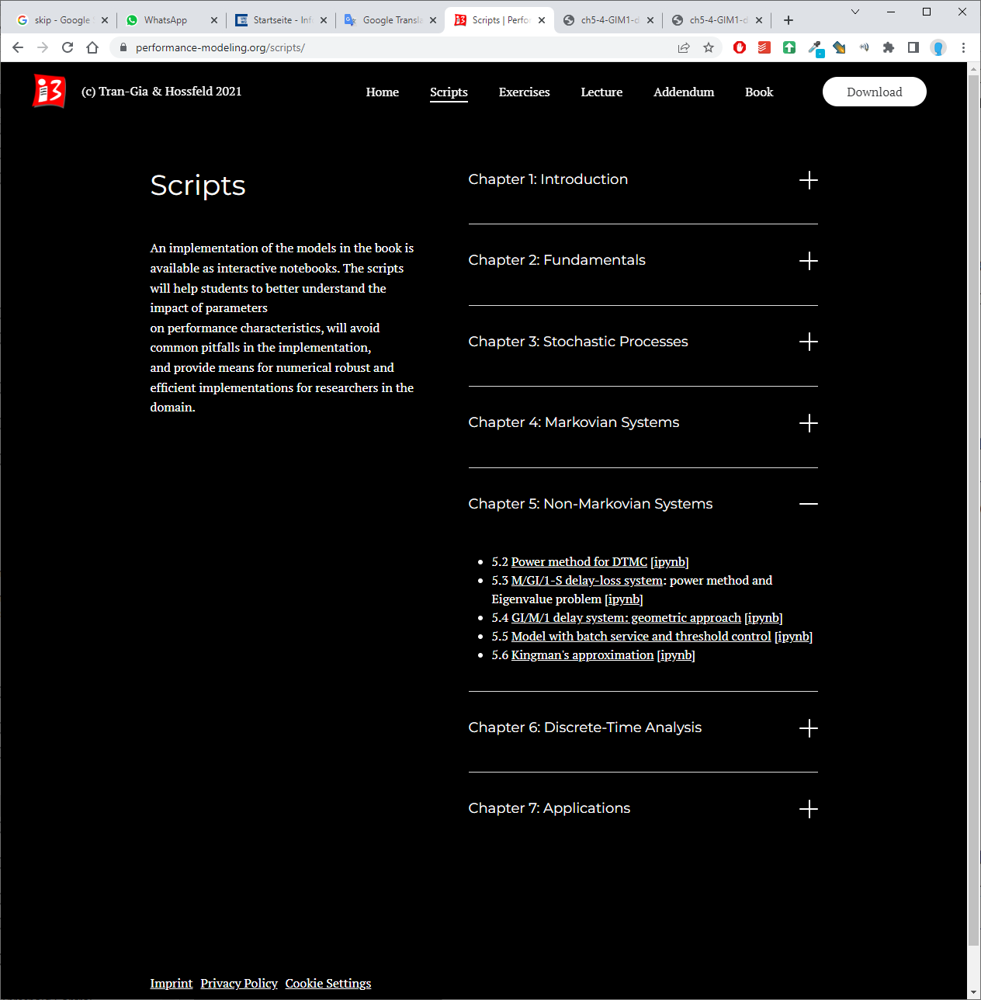 skip - Google
WhatsApp
Startseite - Inf
Google Transla
Scripts | Perfo
ch5-4-GIM1-d
ch5-4-GIM1-d
performance-modeling.org/scripts/
i3
(c) Tran-Gia & Hossfeld 2021
Home
Scripts
Exercises
Lecture
Addendum
Book
Download
Scripts
An implementation of the models in the book is
available as interactive notebooks. The scripts
will help students to better understand the
impact of parameters
on performance characteristics, will avoid
common pitfalls in the implementation,
and provide means for numerical robust and
efficient implementations for researchers in the
domain.
Chapter 1: Introduction
Chapter 2: Fundamentals
Chapter 3: Stochastic Processes
Chapter 4: Markovian Systems
Chapter 5: Non-Markovian Systems
• 5.2 Power method for DTMC [ipynb]
• 5.3 M/GI/1-S delay-loss system: power method and
Eigenvalue problem [ipynb]
• 5.4 GI/M/1 delay system: geometric approach [ipynb]
• 5.5 Model with batch service and threshold control [ipynb]
• 5.6 Kingman's approximation [ipynb]
Chapter 6: Discrete-Time Analysis
Chapter 7: Applications
Imprint
Privacy Policy
Cookie Settings